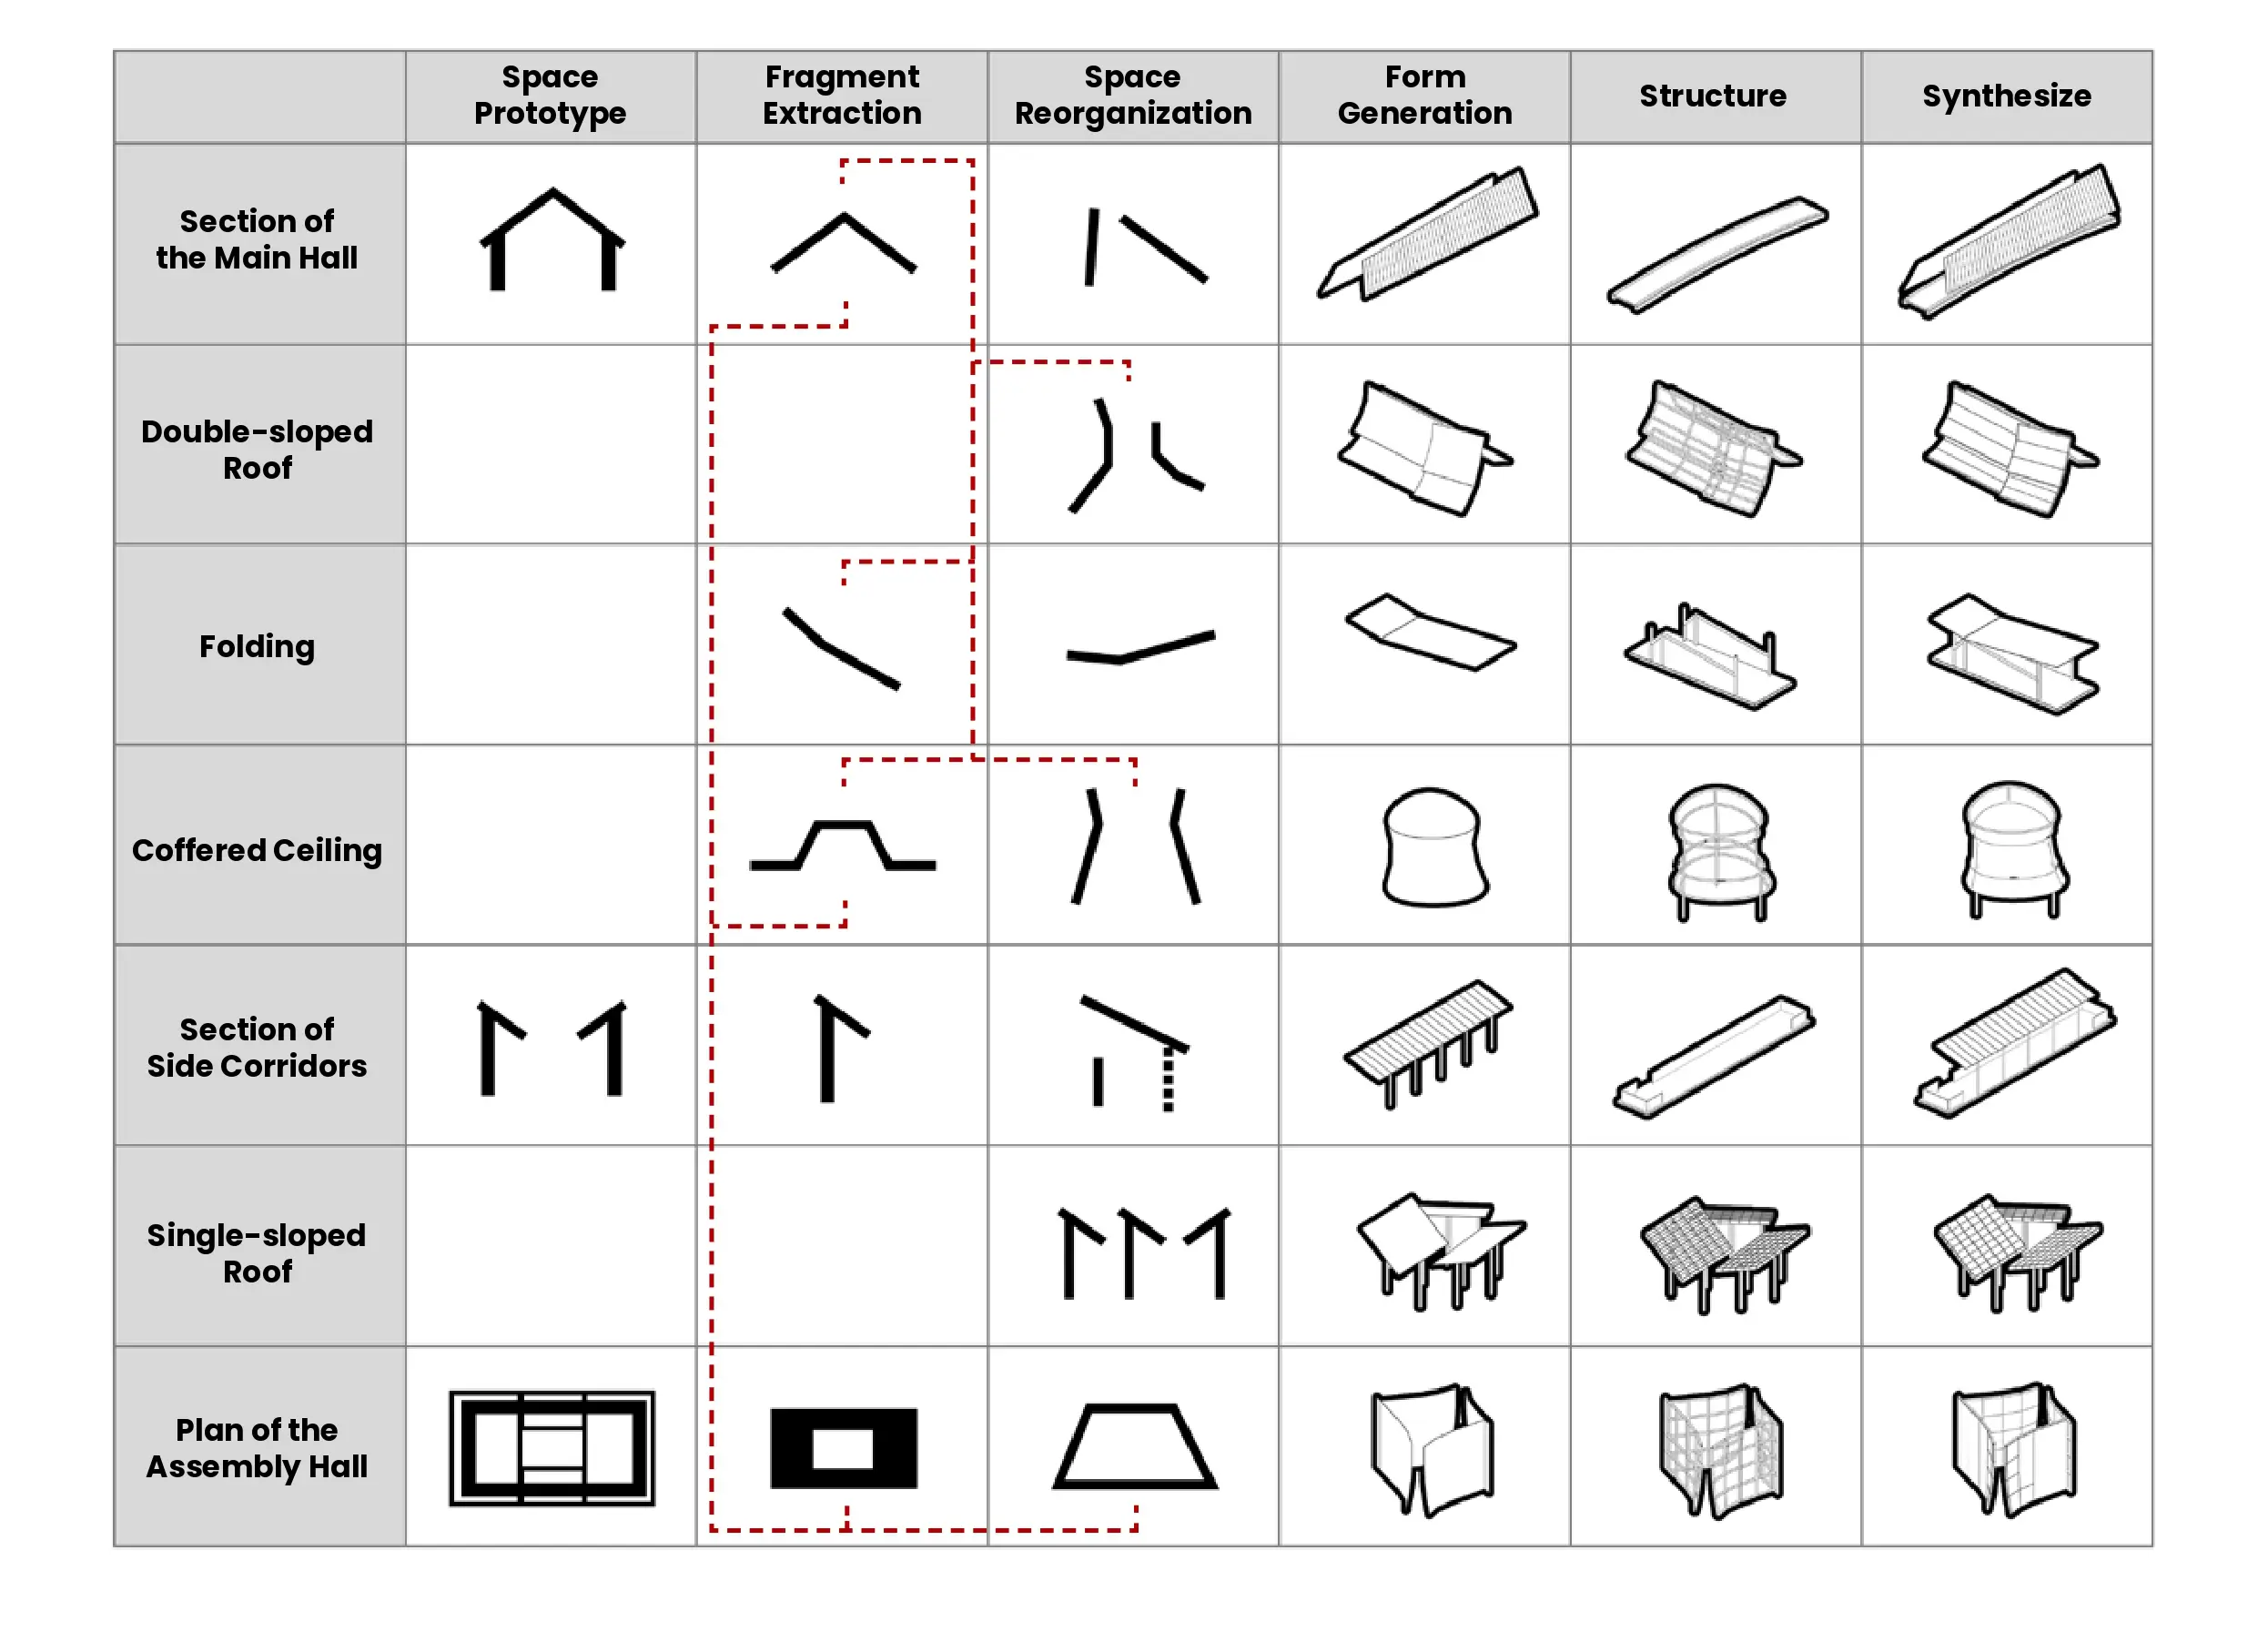 Space
Prototype
Fragment
Extraction
Space
Reorganization
Form
Generation
Structure
Synthesize
Section of
the Main Hall
Double-sloped
Roof
Folding
Coffered Ceiling
Section of
Side Corridors
Single-sloped
Roof
Plan of the
Assembly Hall